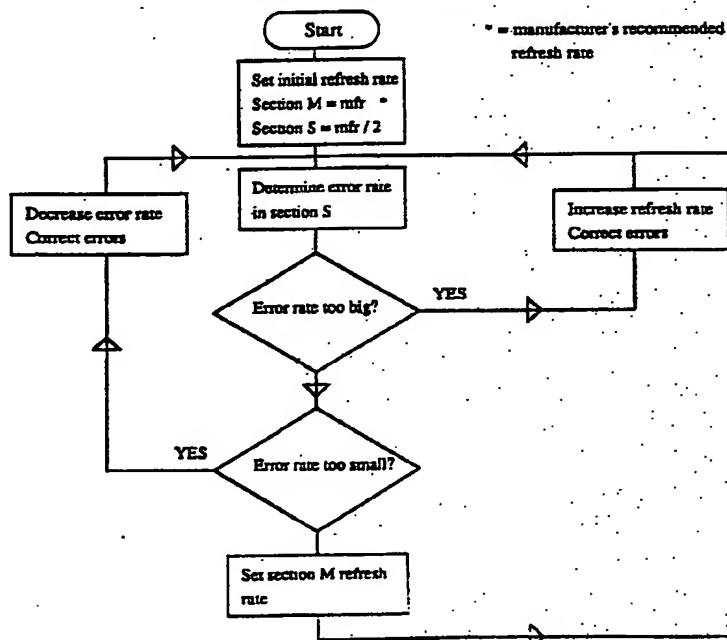 Start
* = manufacturer's recommended
refresh rate
Set initial refresh rate
Section M = mfr *
Section S = mfr / 2
Determine error rate
in section S
Decrease error rate
Correct errors
Increase refresh rate
Correct errors
Error rate too big?
YES
YES
Error rate too small?
Set section M refresh
rate